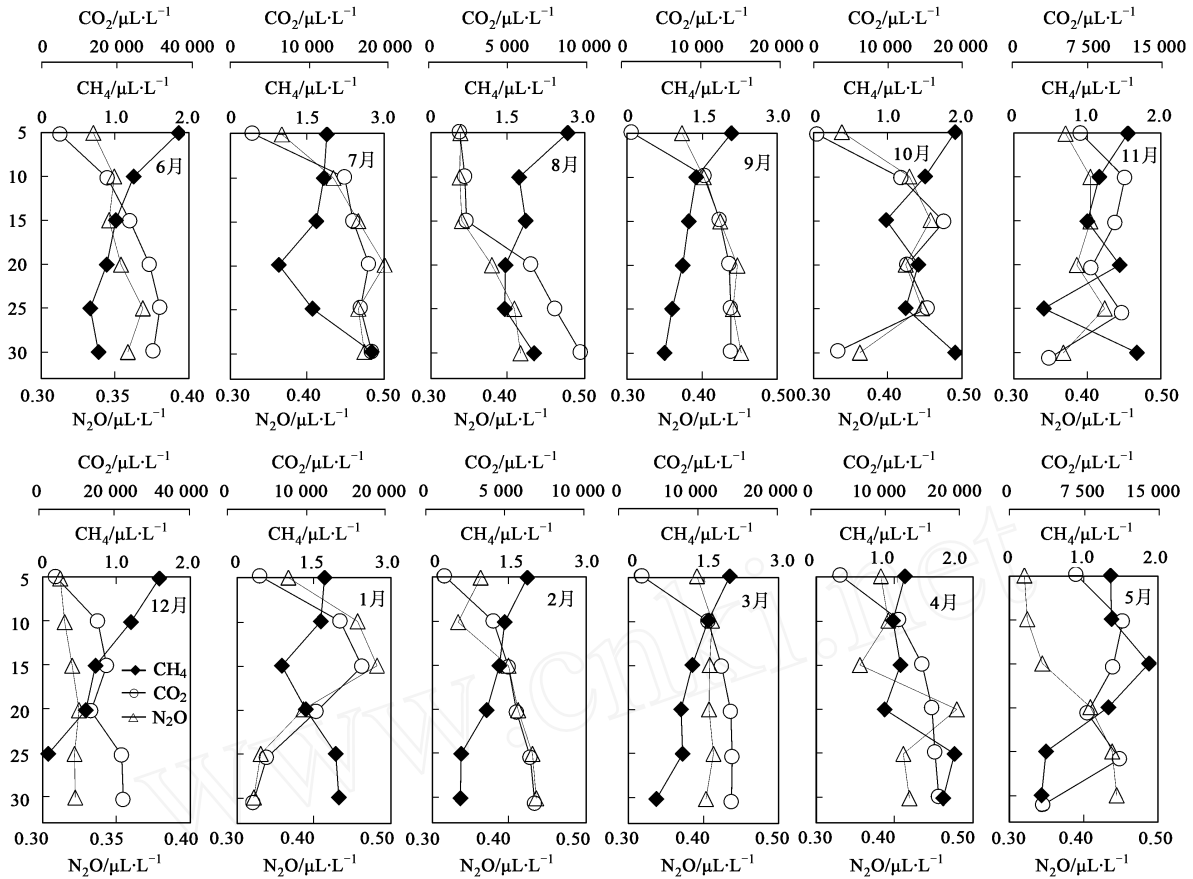 CO₂/μL·L⁻¹ CO₂/μL·L⁻¹ CO₂/μL·L⁻¹ CO₂/μL·L⁻¹ CO₂/μL·L⁻¹ CO₂/μL·L⁻¹
0 20 000 40 000 0 10 000 20 000 0 5 000 10 000 0 10 000 20 000 0 10 000 20 000 0 7 500 15 000
CH₄/μL·L⁻¹ CH₄/μL·L⁻¹ CH₄/μL·L⁻¹ CH₄/μL·L⁻¹ CH₄/μL·L⁻¹ CH₄/μL·L⁻¹
0 1.0 2.0 0 1.5 3.0 0 1.5 3.0 0 1.5 3.0 0 1.0 2.0 0 1.0 2.0
5
6月 7月 8月 9月 10月 11月
10
15
20
25
30
0.30 0.35 0.40 0.30 0.40 0.50 0.30 0.40 0.50 0.30 0.40 0.50 0.30 0.40 0.50 0.30 0.40 0.50
N₂O/μL·L⁻¹ N₂O/μL·L⁻¹ N₂O/μL·L⁻¹ N₂O/μL·L⁻¹ N₂O/μL·L⁻¹ N₂O/μL·L⁻¹
CO₂/μL·L⁻¹ CO₂/μL·L⁻¹ CO₂/μL·L⁻¹ CO₂/μL·L⁻¹ CO₂/μL·L⁻¹ CO₂/μL·L⁻¹
0 20 000 40 000 0 10 000 20 000 0 5 000 10 000 0 10 000 20 000 0 10 000 20 000 0 7 500 15 000
CH₄/μL·L⁻¹ CH₄/μL·L⁻¹ CH₄/μL·L⁻¹ CH₄/μL·L⁻¹ CH₄/μL·L⁻¹ CH₄/μL·L⁻¹
0 1.0 2.0 0 1.5 3.0 0 1.5 3.0 0 1.5 3.0 0 1.0 2.0 0 1.0 2.0
5
12月 1月 2月 3月 4月 5月
10
15
CH₄
CO₂
20
N₂O
25
30
0.30 0.35 0.40 0.30 0.40 0.50 0.30 0.40 0.50 0.30 0.40 0.50 0.30 0.40 0.50 0.30 0.40 0.50
N₂O/μL·L⁻¹ N₂O/μL·L⁻¹ N₂O/μL·L⁻¹ N₂O/μL·L⁻¹ N₂O/μL·L⁻¹ N₂O/μL·L⁻¹
www.cnki.net